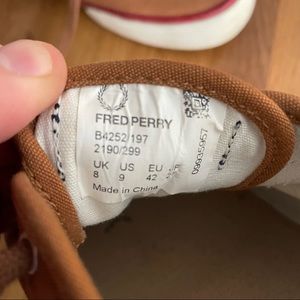 FRED PERRY
B4252/197
2190/299
UK US EU
8 9 42
Made in China